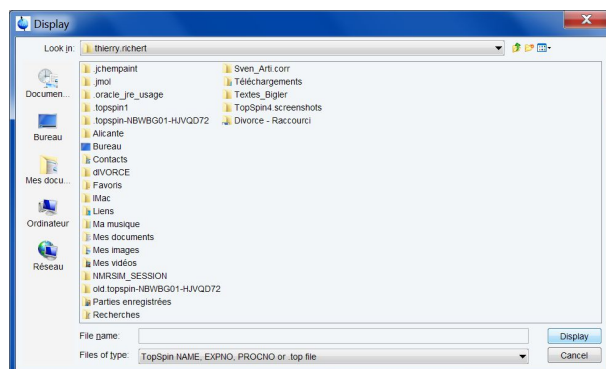 Display
Look in: thierry.richert
Documen...
Bureau
Mes docu...
Ordinateur
Réseau
.jchempaint
.jmol
.oracle_jre_usage
.topspin1
.topspin-NBWBG01-HJVQD72
Alicante
Bureau
Contacts
dIVORCE
Favoris
IMac
Liens
Ma musique
Mes documents
Mes images
Mes vidéos
NMRSIM_SESSION
old.topspin-NBWBG01-HJVQD72
Parties enregistrées
Recherches
Sven_Arti.corr
Téléchargements
Textes_Bigler
TopSpin4.screenshots
Divorce - Raccourci
File name:
Display
Files of type: TopSpin NAME, EXPNO, PROCNO or .top file
Cancel